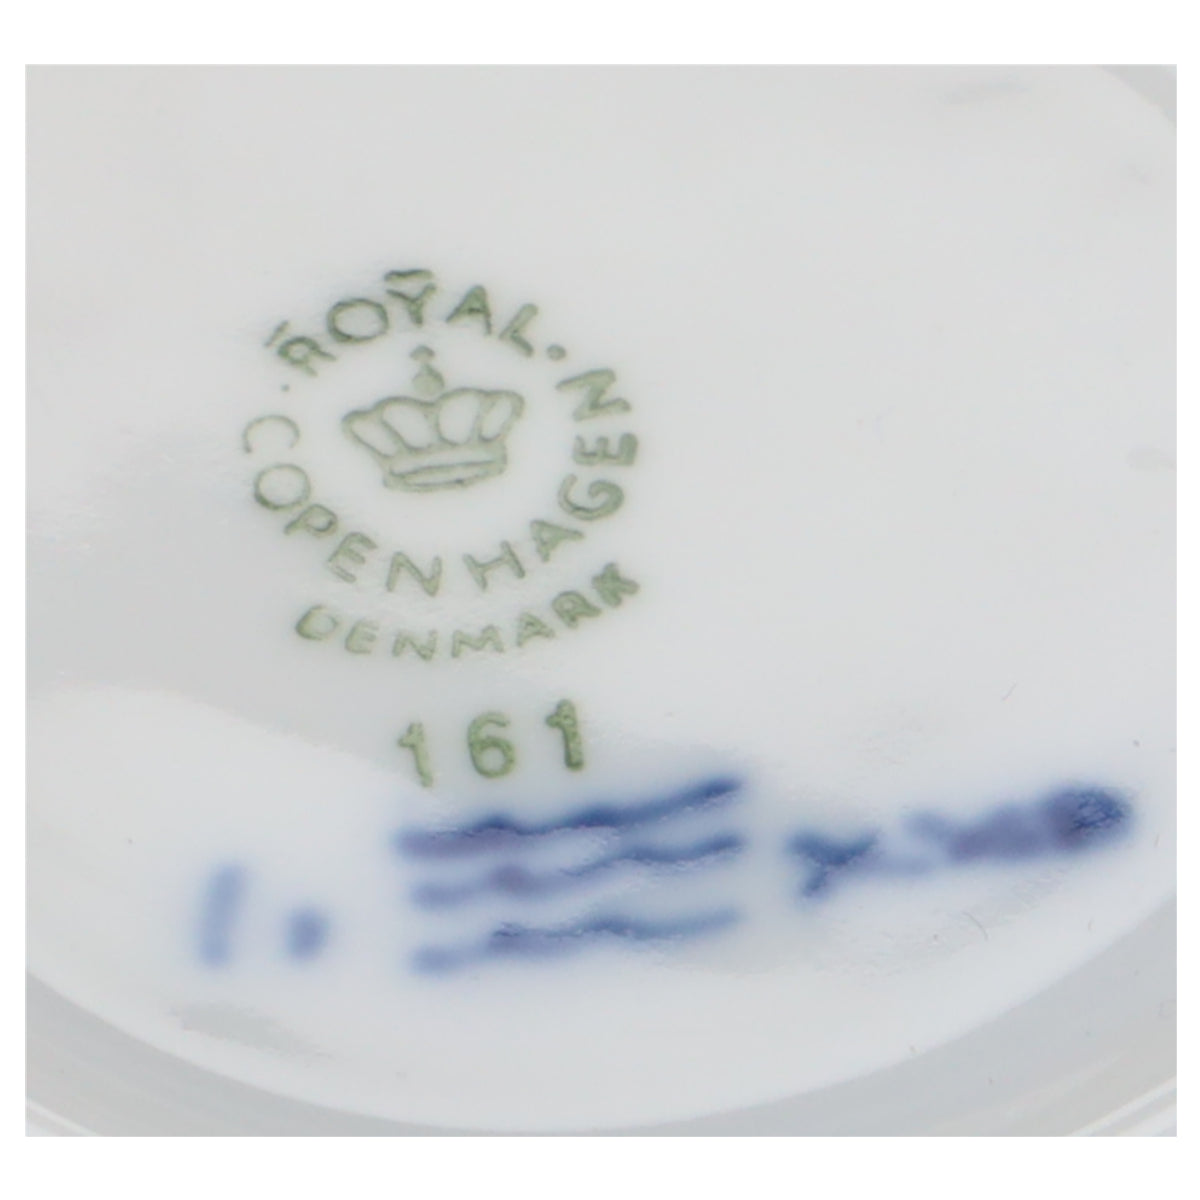 ROYAL.
COPENHAGEN
DENMARK
161